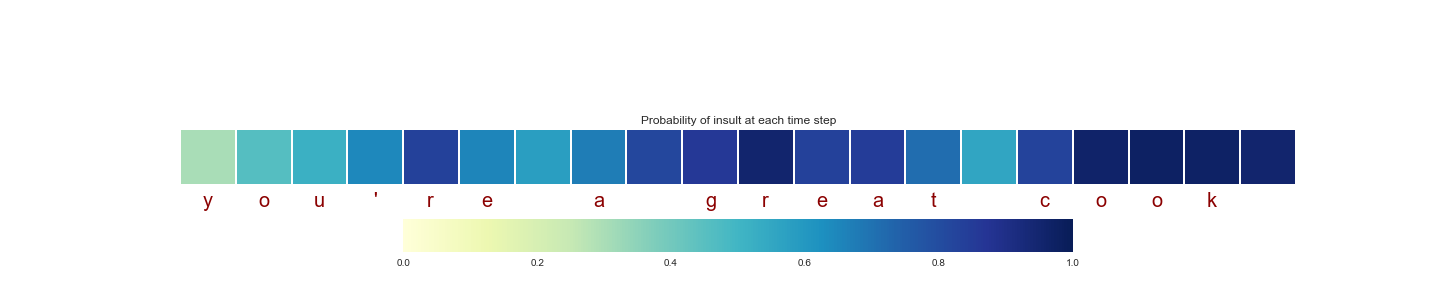 Probability of insult at each time step
y o u ' r e a g r e a t c o o k
0.0 0.2 0.4 0.6 0.8 1.0